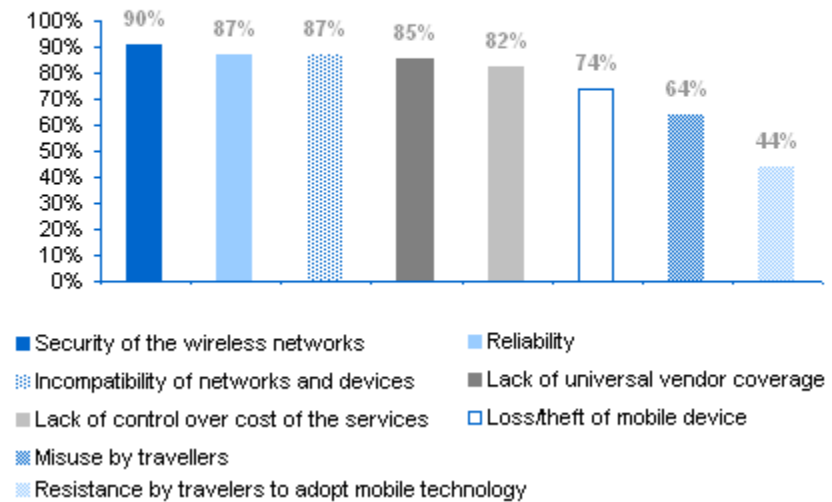 100%
90%
80%
70%
60%
50%
40%
30%
20%
10%
0%
90%
87%
87%
85%
82%
74%
64%
44%
Security of the wireless networks
Reliability
Incompatibility of networks and devices
Lack of universal vendor coverage
Lack of control over cost of the services
Loss/theft of mobile device
Misuse by travellers
Resistance by travelers to adopt mobile technology